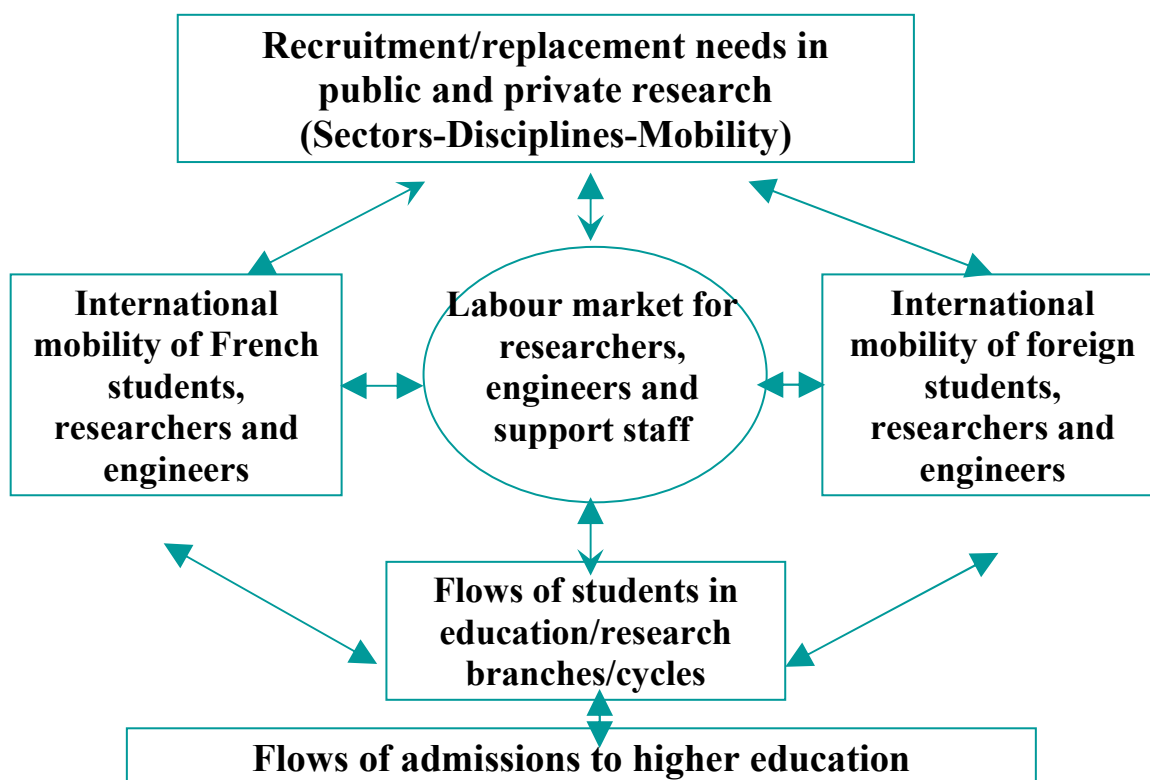 Recruitment/replacement needs in
public and private research
(Sectors-Disciplines-Mobility)
International
mobility of French
students,
researchers and
engineers
Labour market for
researchers,
engineers and
support staff
International
mobility of foreign
students,
researchers and
engineers
Flows of students in
education/research
branches/cycles
Flows of admissions to higher education